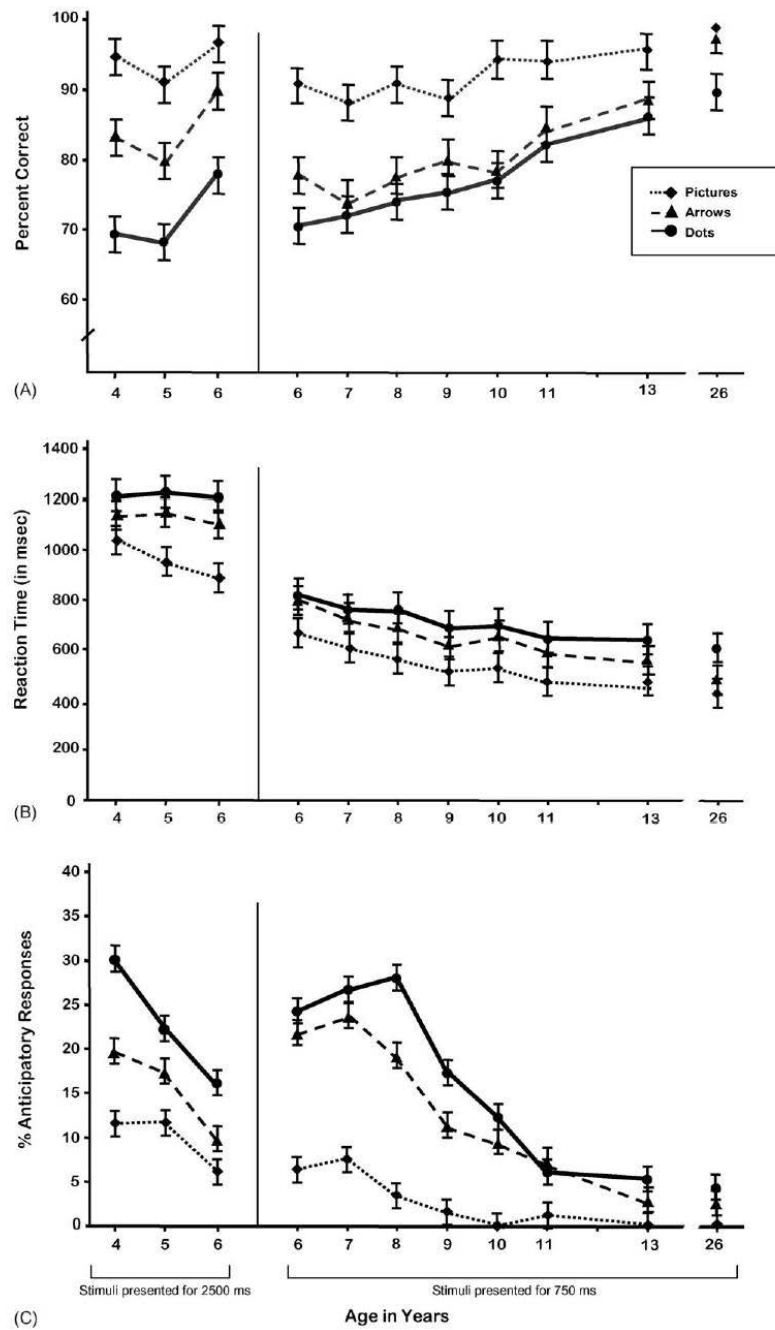 100
90
80
70
60
Percent Correct
Pictures
Arrows
Dots
(A)
4 5 6 6 7 8 9 10 11 13 26
1400
1200
1000
800
600
400
200
0
Reaction Time (in msec)
(B)
4 5 6 6 7 8 9 10 11 13 26
40
35
30
25
20
15
10
5
0
% Anticipatory Responses
4 5 6 6 7 8 9 10 11 13 26
Stimuli presented for 2500 ms Stimuli presented for 750 ms
(C) Age in Years